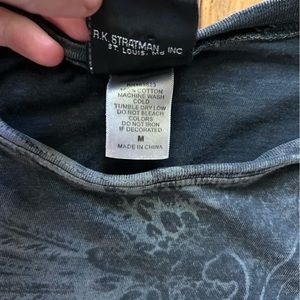 R.K. STRATMAN, INC
ST. LOUIS, MO
100% COTTON
MACHINE WASH
COLD
TUMBLE DRY LOW
DO NOT BLEACH
COLORS
DO NOT IRON
IF DECORATED
M
MADE IN CHINA